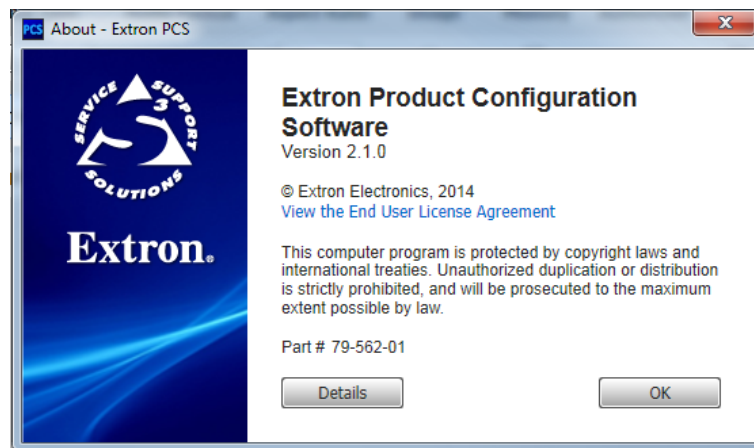 PCS About - Extron PCS
SERVICE SUPPORT SOLUTIONS
3
Extron®
Extron Product Configuration
Software
Version 2.1.0
© Extron Electronics, 2014
View the End User License Agreement
This computer program is protected by copyright laws and
international treaties. Unauthorized duplication or distribution
is strictly prohibited, and will be prosecuted to the maximum
extent possible by law.
Part # 79-562-01
Details
OK